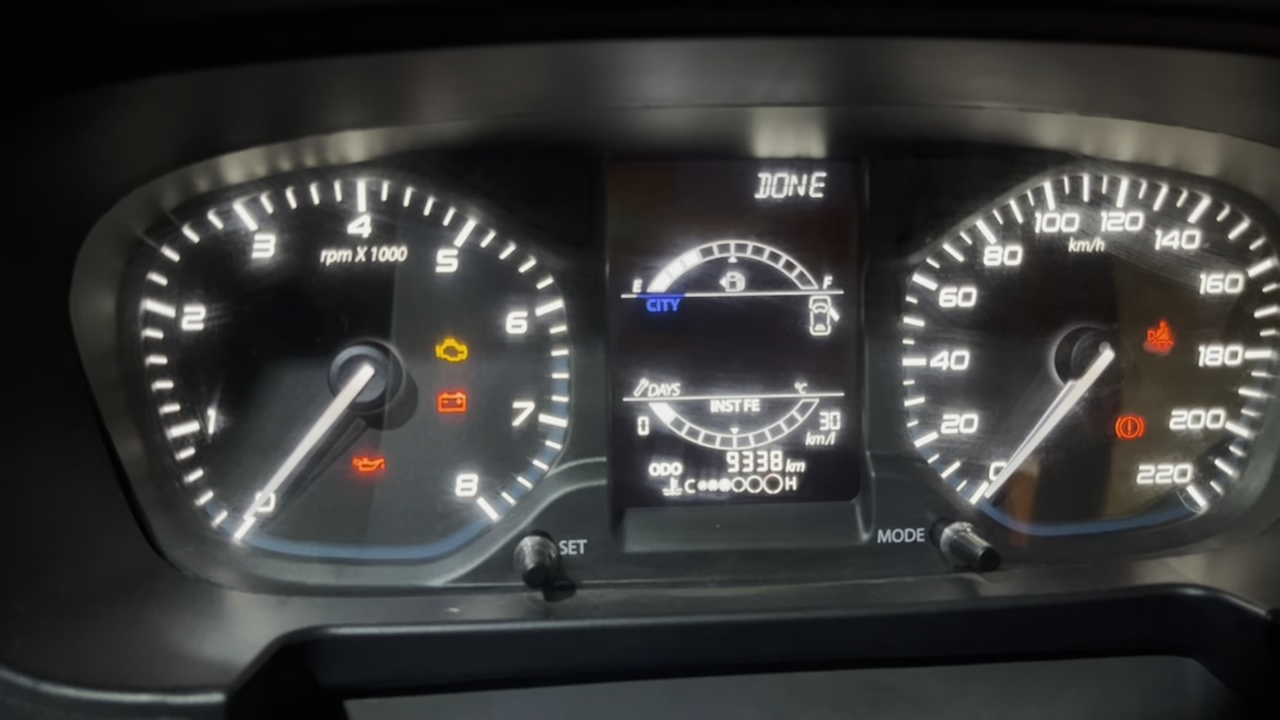 DONE
0 1 2 3 4 5 6 7 8
rpm X 1000
E F
CITY
DAYS °C
INST FE
0 30
km/l
ODO 9338 km
C H
0 20 40 60 80 100 120 140 160 180 200 220
km/h
SET
MODE